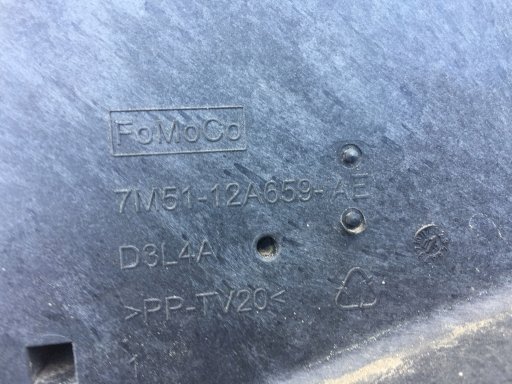 FoMoCo
7M51-12A659-AE
D3L4A
>PP-TV20<
1